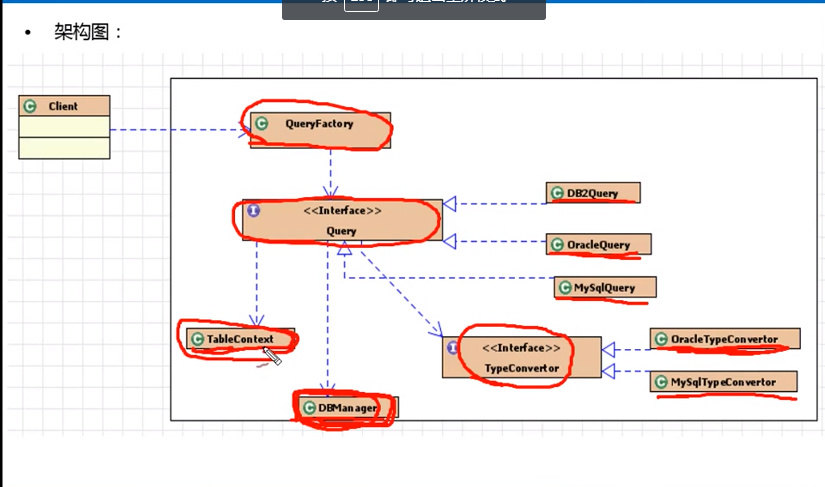 架构图：
Client
QueryFactory
<<Interface>>
Query
DB2Query
OracleQuery
MySqlQuery
TableContext
<<Interface>>
TypeConvertor
OracleTypeConvertor
MySqlTypeConvertor
DBManager